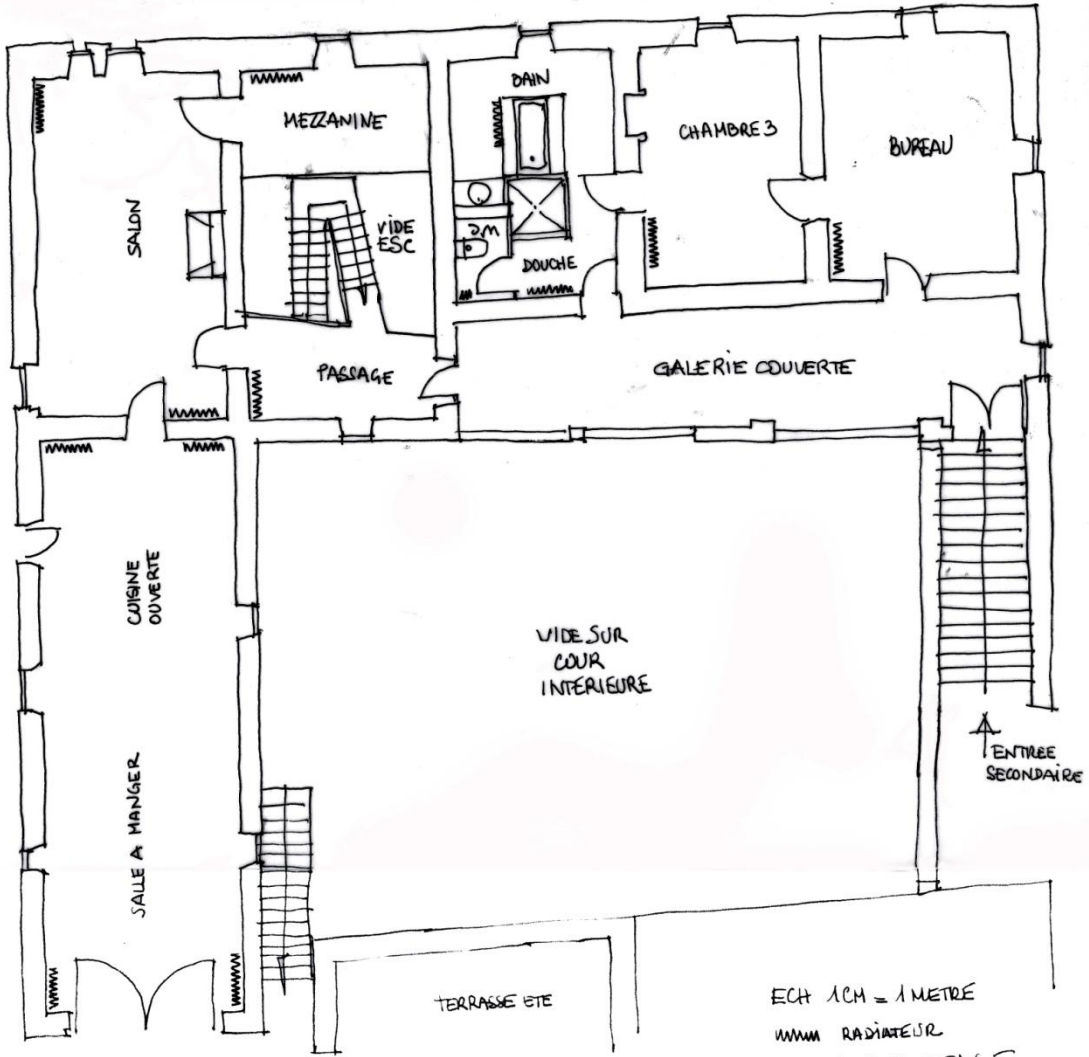 BAIN
MEZZANINE
CHAMBRE 3
BUREAU
SALON
VIDE
ESC
DOUCHE
PASSAGE
GALERIE COUVERTE
CUISINE
OUVERTE
VIDE SUR
COUR
INTERIEURE
ENTREE
SECONDAIRE
SALLE A MANGER
TERRASSE ETE
ECH 1CM = 1 METRE
RADIATEUR